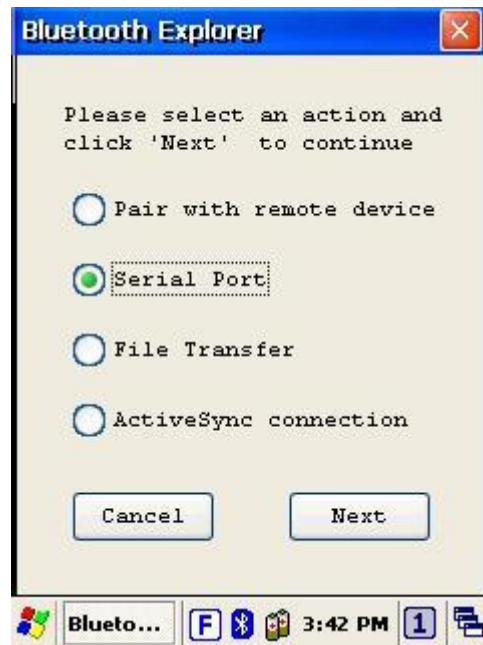 Bluetooth Explorer
Please select an action and
click 'Next' to continue
Pair with remote device
Serial Port
File Transfer
ActiveSync connection
Cancel Next
Blueto... F 3:42 PM 1